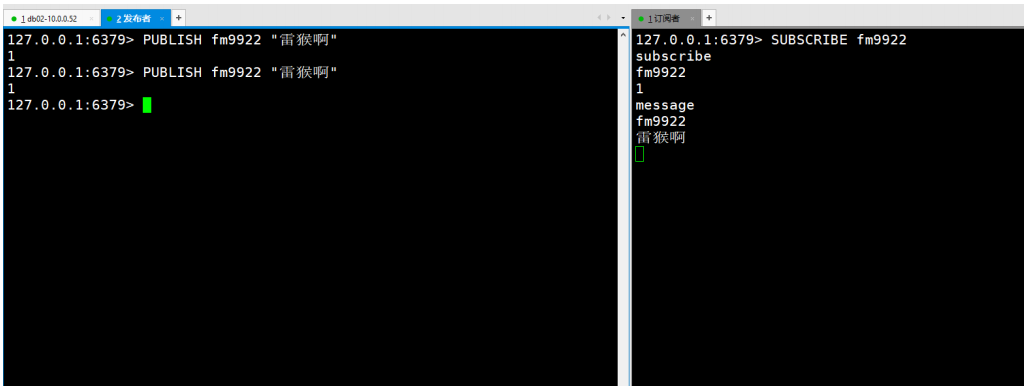 1 db02-10.0.0.52
2 发布者
127.0.0.1:6379> PUBLISH fm9922 "雷猴啊"
1
127.0.0.1:6379> PUBLISH fm9922 "雷猴啊"
1
127.0.0.1:6379>
1 订阅者
127.0.0.1:6379> SUBSCRIBE fm9922
subscribe
fm9922
1
message
fm9922
雷猴啊